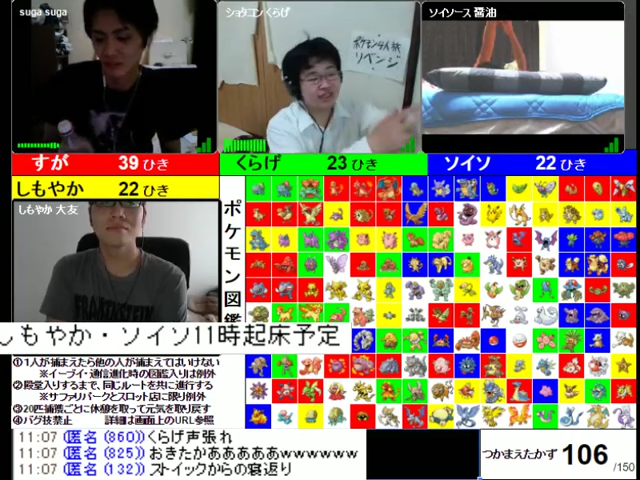 suga suga
ショタコン くらげ
ソイソース 醤油
ポケモン4人旅
リベンジ
すが 39 ひき
くらげ 23 ひき
ソイソ 22 ひき
しもやか 22 ひき
しもやか 大友
FRANKENSTEIN
ポケモン図鑑
しもやか・ソイソ11時起床予定
①1人が捕まえたら他の人が捕まえてはいけない
※イーブイ・通信進化時の図鑑入りは例外
②殿堂入りするまで、同じルートを共に進行する
※サファリパークとスロット店に限り別作
③20匹捕獲ごとに休憩を取って元気を取り戻す
④バグ技禁止 詳細は画面上のURL参照
11:07 (匿名 (860)) くらげ声張れ
11:07 (匿名 (825)) おきたかあああああwwwwww
11:07 (匿名 (132)) ストイックからの寝返り
つかまえたかず 106 /150